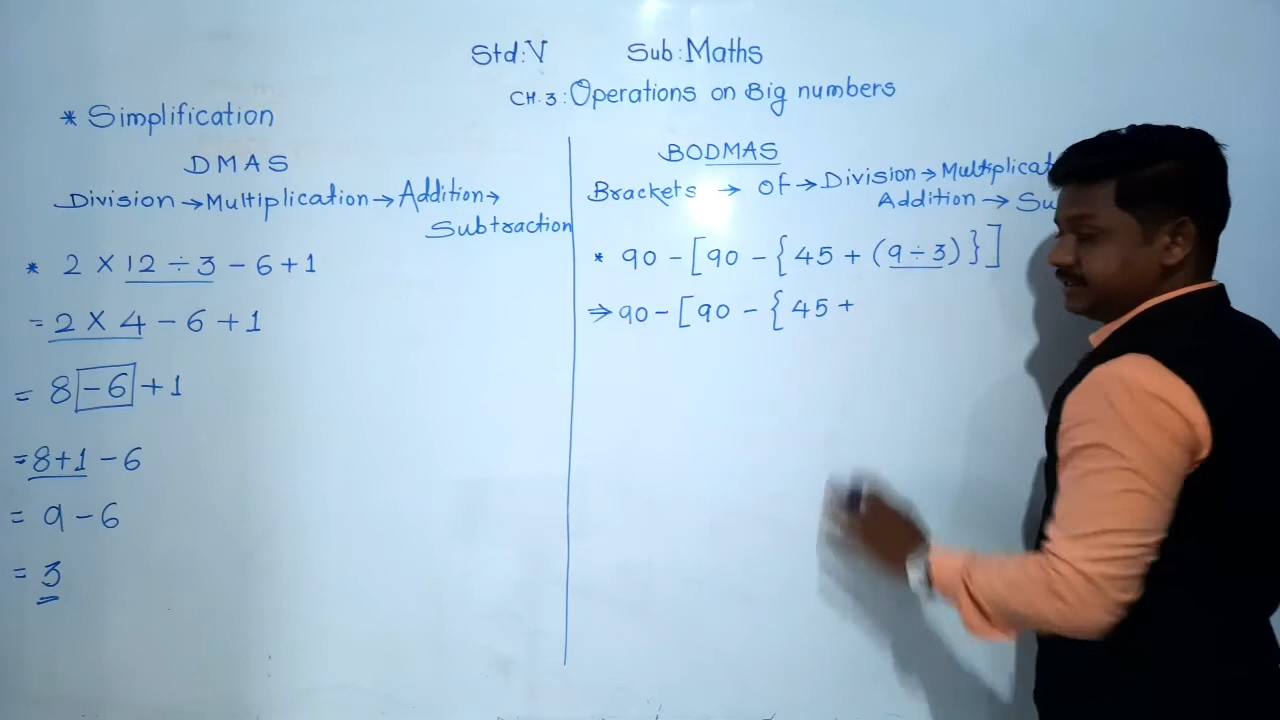 Std:V Sub:Maths
CH.3:Operations on Big numbers
* Simplification
DMAS
Division→Multiplication→Addition→
Subtraction
* 2 × 12 ÷ 3 - 6 + 1
= 2 × 4 - 6 + 1
= 8 - 6 + 1
= 8+1 - 6
= 9 - 6
= 3
BODMAS
Brackets → Of → Division → Multiplicat
Addition → Su
* 90 - [90 - {45 + (9 ÷ 3)}]
⇒ 90 - [90 - {45 +